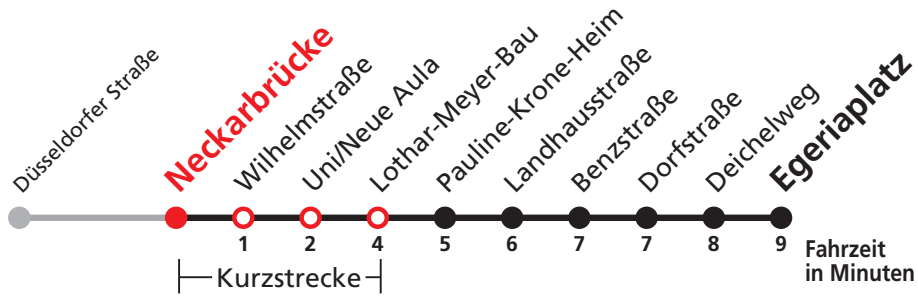 Düsseldorfer Straße
Neckarbrücke
Wilhelmstraße
Uni/Neue Aula
Lothar-Meyer-Bau
Pauline-Krone-Heim
Landhausstraße
Benzstraße
Dorfstraße
Deichelweg
Egeriaplatz
1 2 4 5 6 7 7 8 9
Fahrzeit
in Minuten
Kurzstrecke